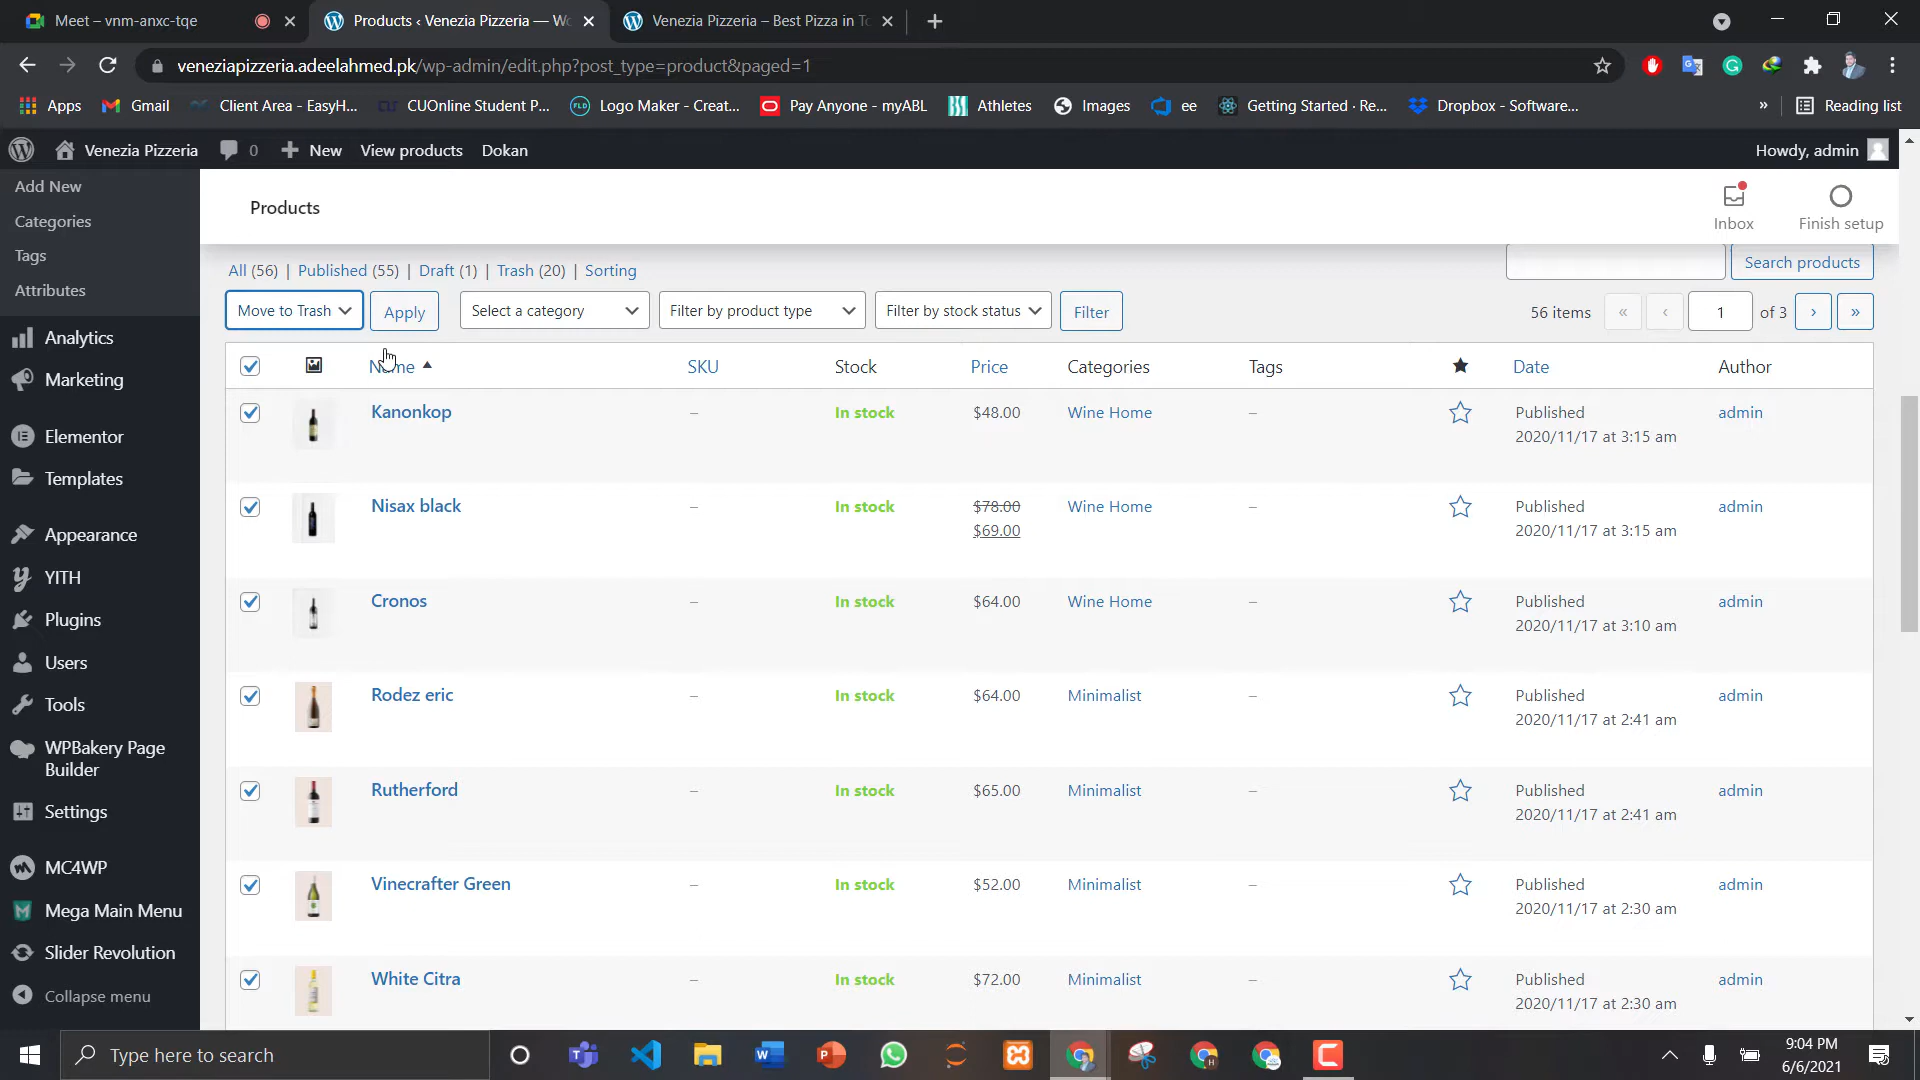 Meet – vnm-anxc-tqe
Products ‹ Venezia Pizzeria — Wo
Venezia Pizzeria – Best Pizza in To
veneziapizzeria.adeelahmed.pk/wp-admin/edit.php?post_type=product&paged=1
Apps Gmail Client Area - EasyH... CUOnline Student P... Logo Maker - Creat... Pay Anyone - myABL Athletes Images ee Getting Started · Re... Dropbox - Software... » Reading list
Venezia Pizzeria 0 New View products Dokan Howdy, admin
Add New
Categories
Tags
Attributes
Analytics
Marketing
Elementor
Templates
Appearance
YITH
Plugins
Users
Tools
WPBakery Page
Builder
Settings
MC4WP
Mega Main Menu
Slider Revolution
Collapse menu
Products
Inbox
Finish setup
All (56) | Published (55) | Draft (1) | Trash (20) | Sorting
Search products
Move to Trash Apply Select a category Filter by product type Filter by stock status Filter 56 items « ‹ 1 of 3 › »
Name SKU Stock Price Categories Tags Date Author
Kanonkop – In stock $48.00 Wine Home – Published admin
2020/11/17 at 3:15 am
Nisax black – In stock $78.00 Wine Home – Published admin
$69.00 2020/11/17 at 3:15 am
Cronos – In stock $64.00 Wine Home – Published admin
2020/11/17 at 3:10 am
Rodez eric – In stock $64.00 Minimalist – Published admin
2020/11/17 at 2:41 am
Rutherford – In stock $65.00 Minimalist – Published admin
2020/11/17 at 2:41 am
Vinecrafter Green – In stock $52.00 Minimalist – Published admin
2020/11/17 at 2:30 am
White Citra – In stock $72.00 Minimalist – Published admin
2020/11/17 at 2:30 am
Type here to search
9:04 PM
6/6/2021